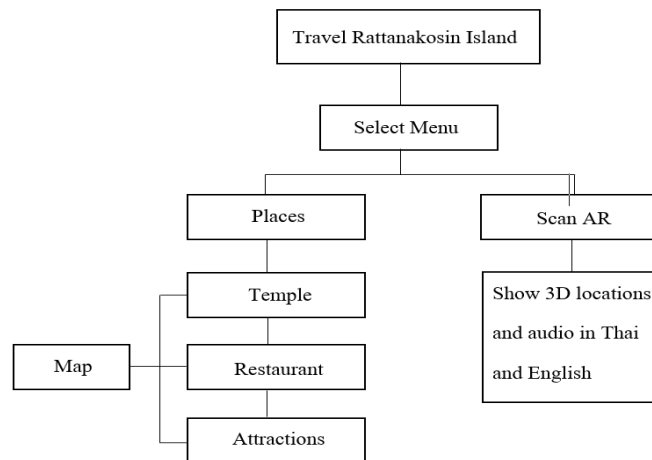 Travel Rattanakosin Island
Select Menu
Places
Scan AR
Temple
Show 3D locations
and audio in Thai
and English
Map
Restaurant
Attractions